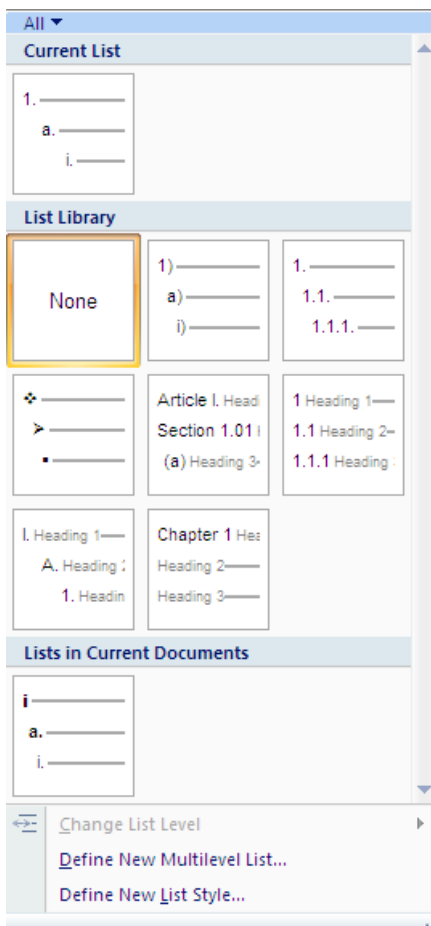 All
Current List
1.
a.
i.
List Library
None
1)
a)
i)
1.
1.1.
1.1.1.
Article I. Head
Section 1.01
(a) Heading 3
1 Heading 1
1.1 Heading 2
1.1.1 Heading
I. Heading 1
A. Heading 2
1. Headin
Chapter 1 Hea
Heading 2
Heading 3
Lists in Current Documents
i
a.
i.
Change List Level
Define New Multilevel List...
Define New List Style...